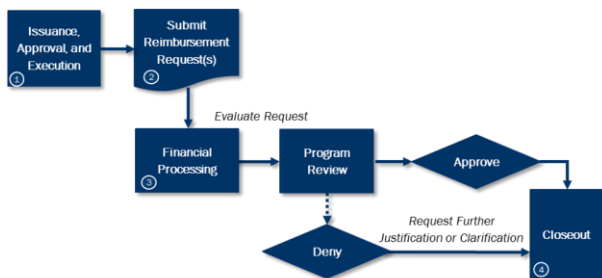 Issuance,
Approval, and
Execution
1
Submit
Reimbursement
Request(s)
2
Evaluate Request
Financial
Processing
3
Program
Review
Approve
Request Further
Justification or Clarification
Deny
Closeout
4